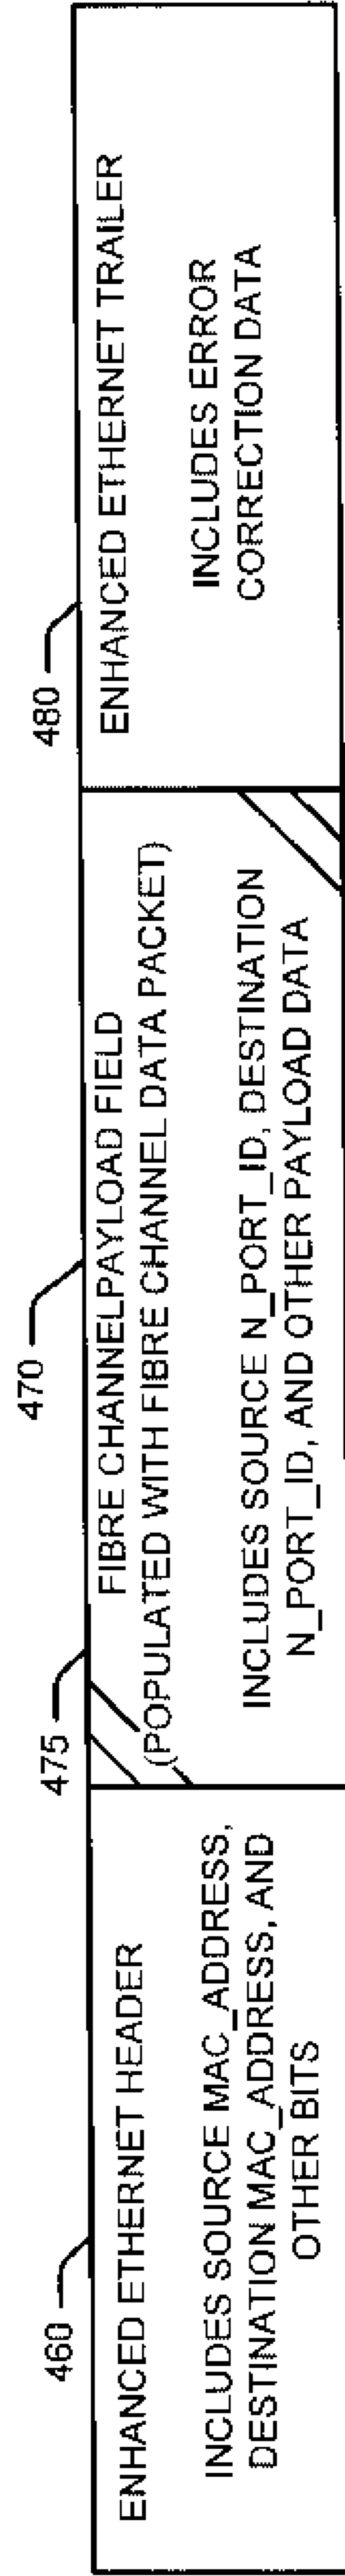 460
ENHANCED ETHERNET HEADER
INCLUDES SOURCE MAC_ADDRESS,
DESTINATION MAC_ADDRESS, AND
OTHER BITS
475
470
FIBRE CHANNELPAYLOAD FIELD
(POPULATED WITH FIBRE CHANNEL DATA PACKET)
INCLUDES SOURCE N_PORT_ID, DESTINATION
N_PORT_ID, AND OTHER PAYLOAD DATA
480
ENHANCED ETHERNET TRAILER
INCLUDES ERROR
CORRECTION DATA